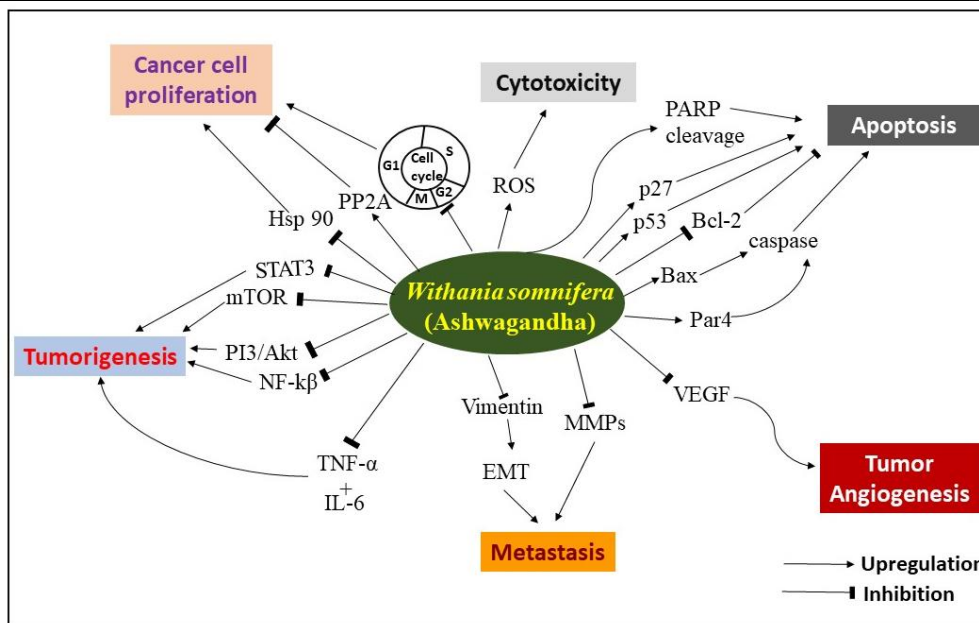 Cancer cell
proliferation
Cytotoxicity
PARP
cleavage
Apoptosis
G1
S
Cell
cycle
M
G2
ROS
p27
PP2A
Hsp 90
p53
Bcl-2
caspase
STAT3
mTOR
Withania somnifera
(Ashwagandha)
Bax
Par4
Tumorigenesis
PI3/Akt
NF-kβ
VEGF
Vimentin
MMPs
TNF-α
+
IL-6
EMT
Tumor
Angiogenesis
Metastasis
Upregulation
Inhibition